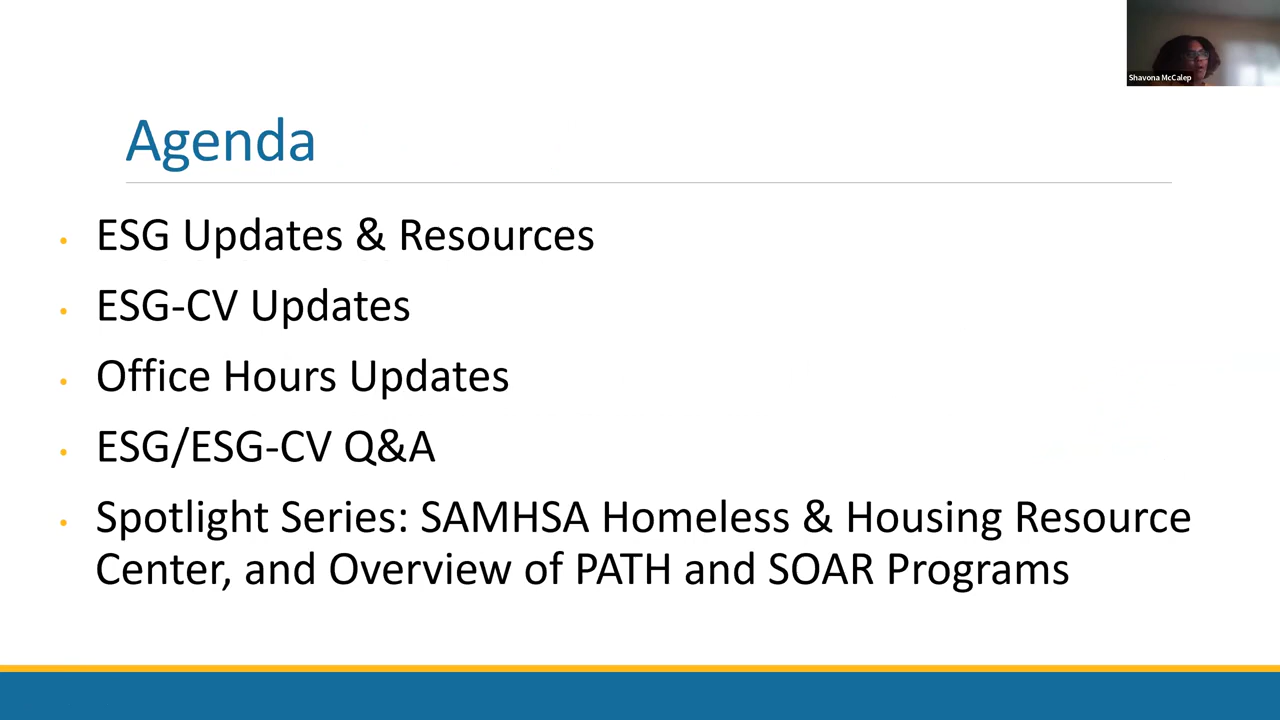 Shavona McCalep
Agenda
• ESG Updates & Resources
• ESG-CV Updates
• Office Hours Updates
• ESG/ESG-CV Q&A
• Spotlight Series: SAMHSA Homeless & Housing Resource
Center, and Overview of PATH and SOAR Programs